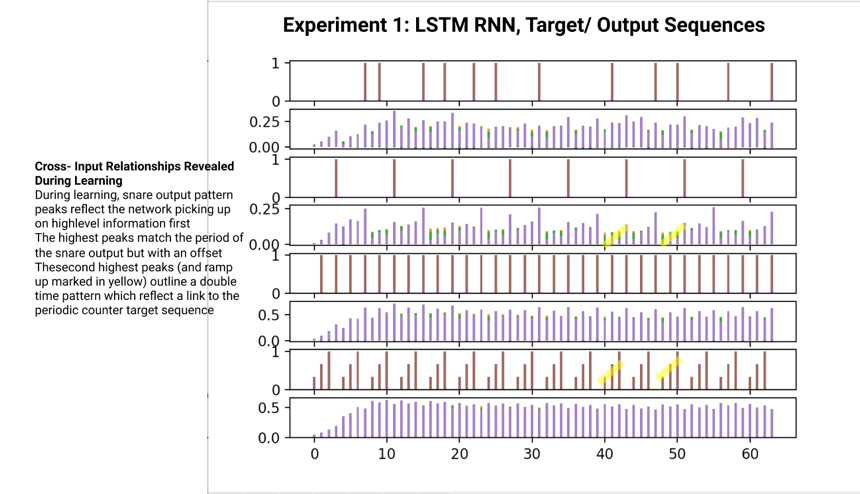 Experiment 1: LSTM RNN, Target/ Output Sequences
Cross- Input Relationships Revealed
During Learning
During learning, snare output pattern
peaks reflect the network picking up
on highlevel information first
The highest peaks match the period of
the snare output but with an offset
Thesecond highest peaks (and ramp
up marked in yellow) outline a double
time pattern which reflect a link to the
periodic counter target sequence
1
0
0.25
0.00
1
0
0.25
0.00
1
0
0.5
0.0
1
0
0.5
0.0
0 10 20 30 40 50 60